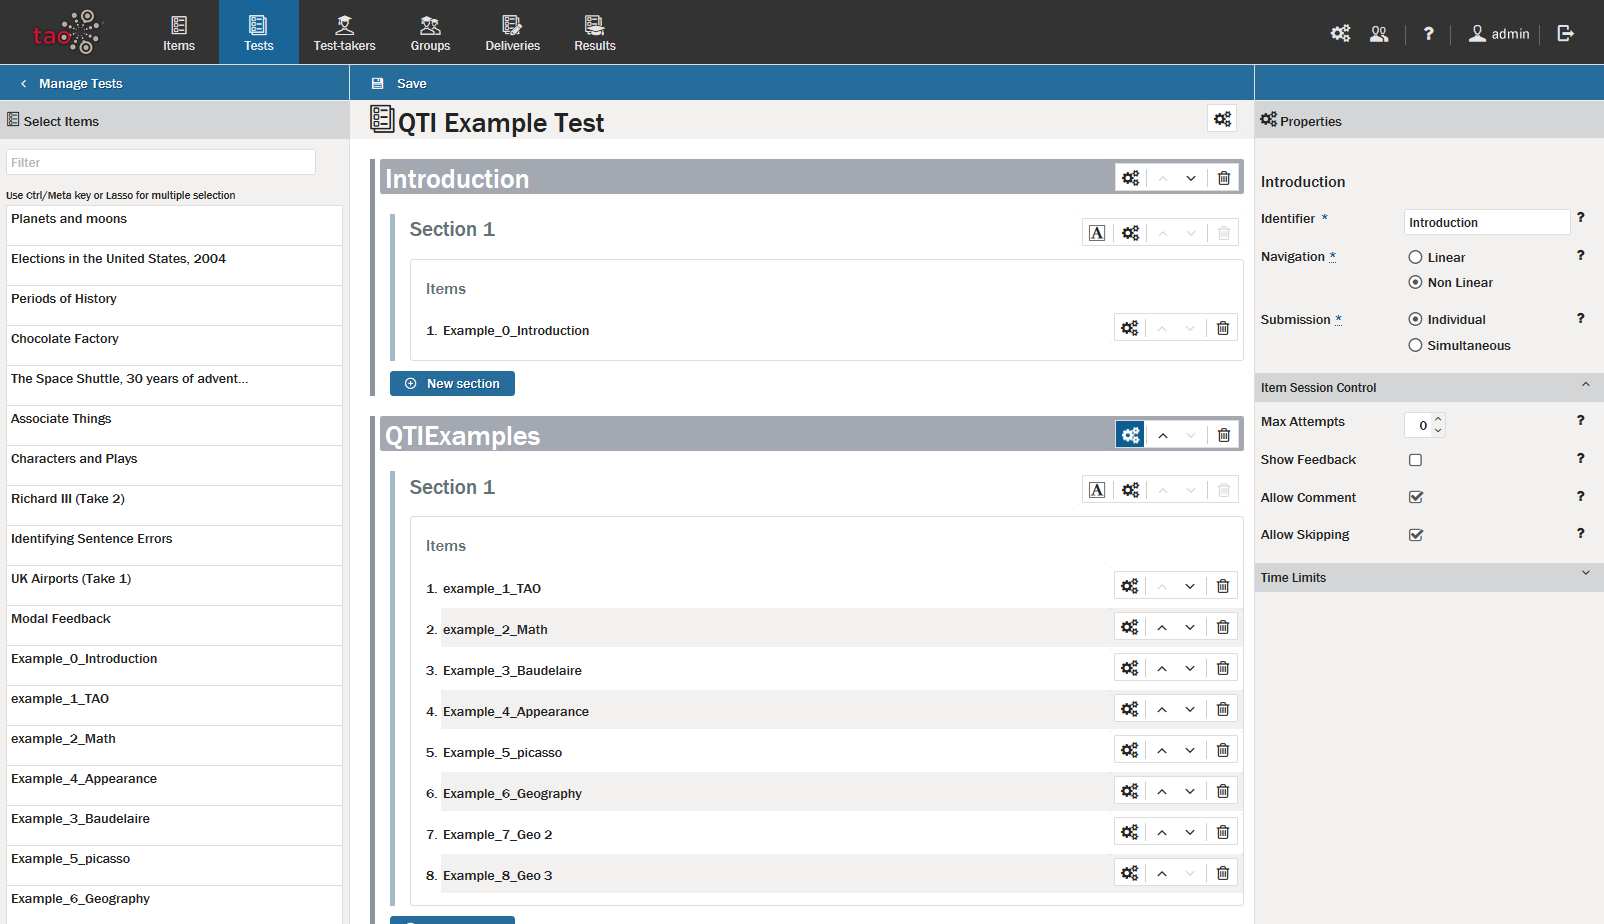 tao
Items
Tests
Test-takers
Groups
Deliveries
Results
?
admin
Manage Tests
Save
Select Items
Filter
Use Ctrl/Meta key or Lasso for multiple selection
Planets and moons
Elections in the United States, 2004
Periods of History
Chocolate Factory
The Space Shuttle, 30 years of advent...
Associate Things
Characters and Plays
Richard III (Take 2)
Identifying Sentence Errors
UK Airports (Take 1)
Modal Feedback
Example_0_Introduction
example_1_TAO
example_2_Math
Example_4_Appearance
Example_3_Baudelaire
Example_5_picasso
Example_6_Geography
QTI Example Test
Introduction
Section 1
A
Items
1. Example_0_Introduction
New section
QTIExamples
Section 1
A
Items
1. example_1_TAO
2. example_2_Math
3. Example_3_Baudelaire
4. Example_4_Appearance
5. Example_5_picasso
6. Example_6_Geography
7. Example_7_Geo 2
8. Example_8_Geo 3
Properties
Introduction
Identifier * Introduction ?
Navigation * Linear ?
Non Linear
Submission * Individual ?
Simultaneous
Item Session Control
Max Attempts 0 ?
Show Feedback ?
Allow Comment ?
Allow Skipping ?
Time Limits